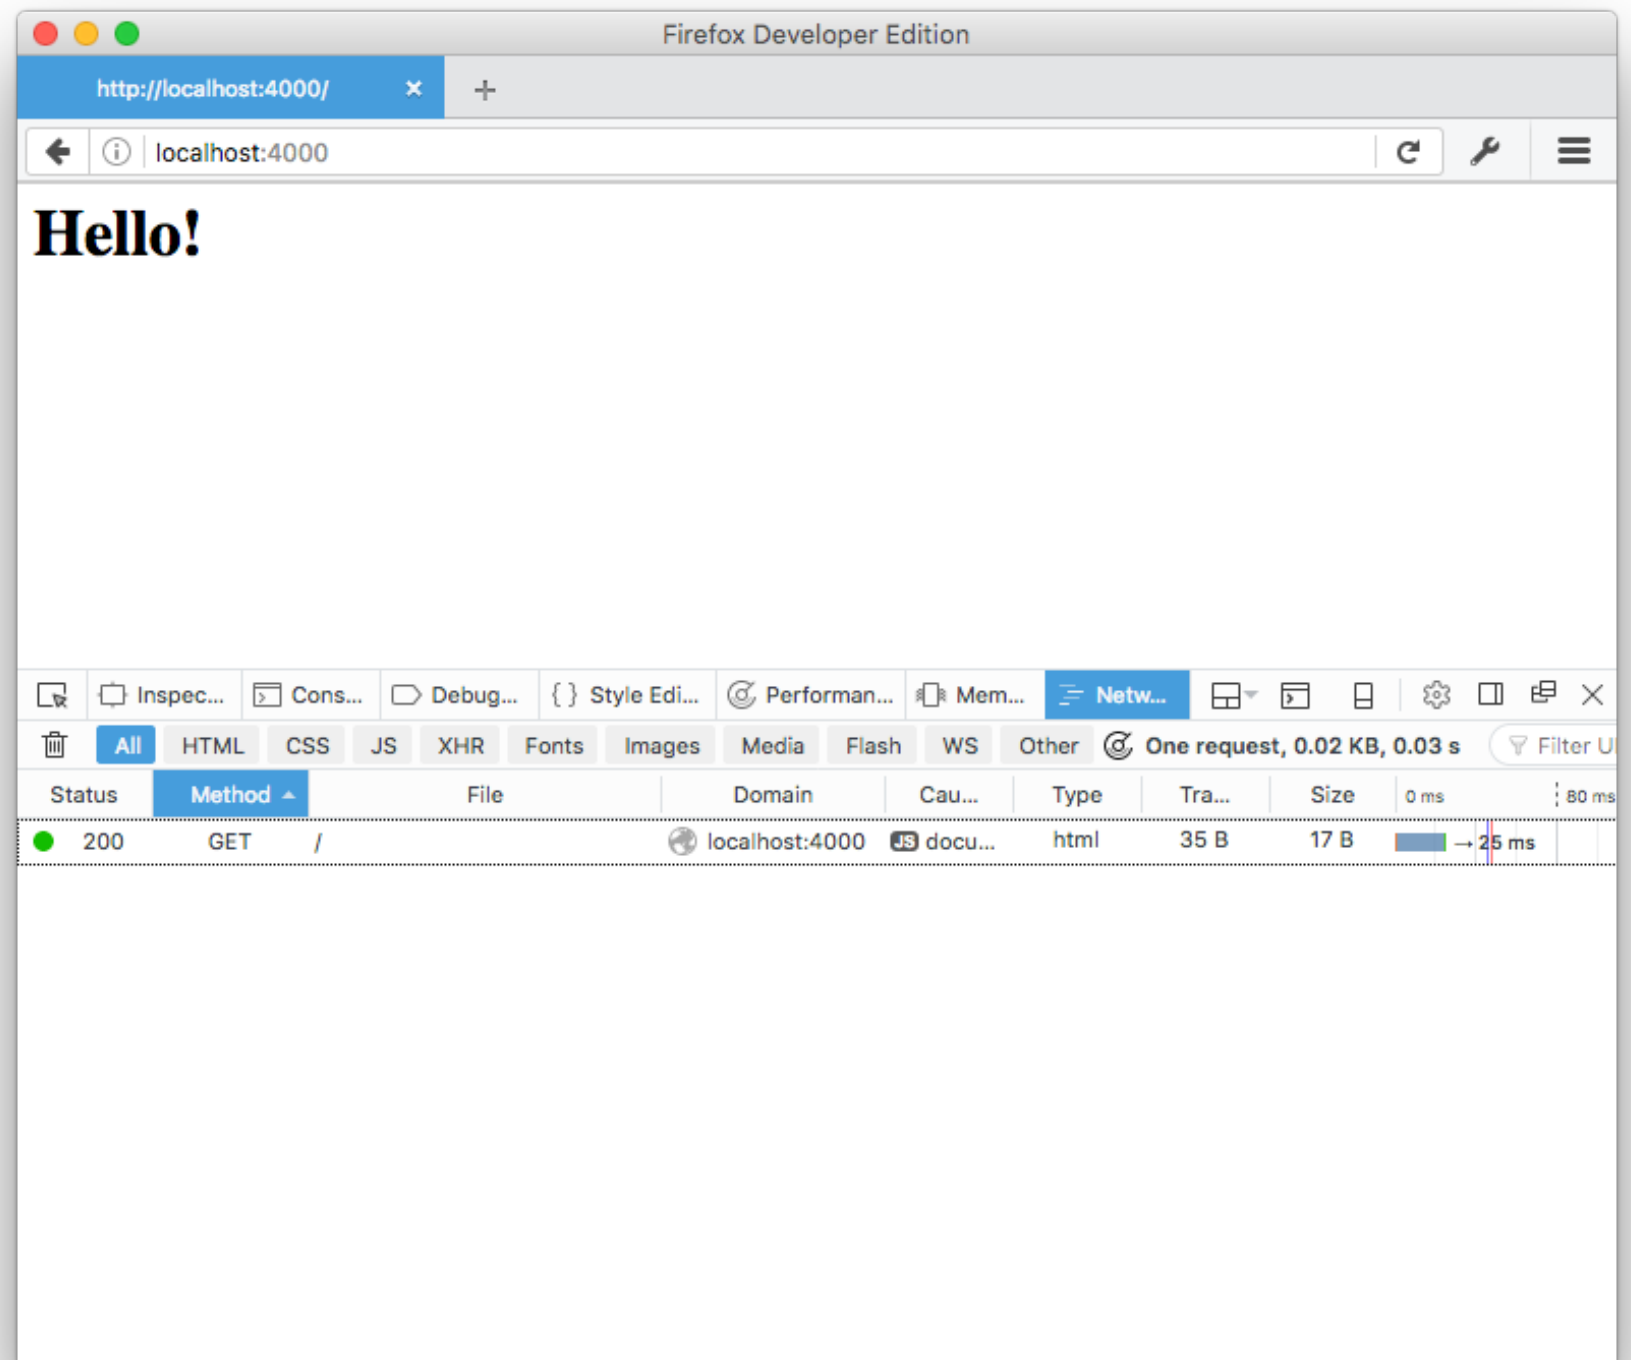 Firefox Developer Edition
http://localhost:4000/
localhost:4000
Hello!
Inspec... Cons... Debug... { } Style Edi... Performan... Mem... Netw...
All HTML CSS JS XHR Fonts Images Media Flash WS Other One request, 0.02 KB, 0.03 s Filter U
Status Method File Domain Cau... Type Tra... Size 0 ms 80 ms
200 GET / localhost:4000 JS docu... html 35 B 17 B → 25 ms